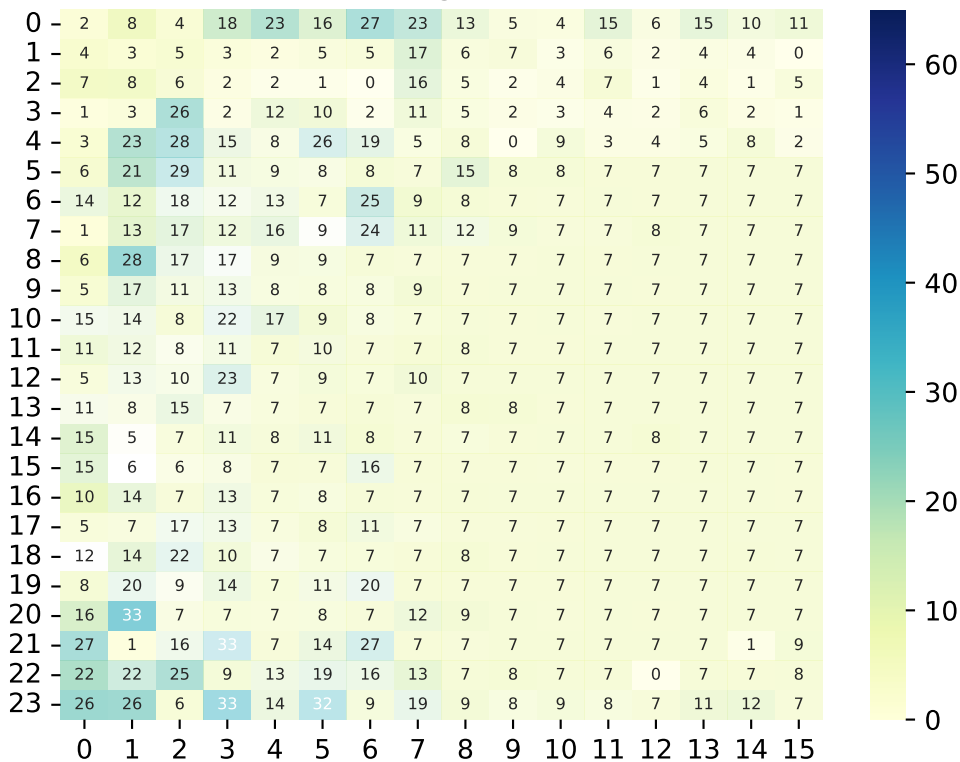 0 2 8 4 18 23 16 27 23 13 5 4 15 6 15 10 11
1 4 3 5 3 2 5 5 17 6 7 3 6 2 4 4 0
2 7 8 6 2 2 1 0 16 5 2 4 7 1 4 1 5
3 1 3 26 2 12 10 2 11 5 2 3 4 2 6 2 1
4 3 23 28 15 8 26 19 5 8 0 9 3 4 5 8 2
5 6 21 29 11 9 8 8 7 15 8 8 7 7 7 7 7
6 14 12 18 12 13 7 25 9 8 7 7 7 7 7 7 7
7 1 13 17 12 16 9 24 11 12 9 7 7 8 7 7 7
8 6 28 17 17 9 9 7 7 7 7 7 7 7 7 7 7
9 5 17 11 13 8 8 8 9 7 7 7 7 7 7 7 7
10 15 14 8 22 17 9 8 7 7 7 7 7 7 7 7 7
11 11 12 8 11 7 10 7 7 8 7 7 7 7 7 7 7
12 5 13 10 23 7 9 7 10 7 7 7 7 7 7 7 7
13 11 8 15 7 7 7 7 7 8 8 7 7 7 7 7 7
14 15 5 7 11 8 11 8 7 7 7 7 7 8 7 7 7
15 15 6 6 8 7 7 16 7 7 7 7 7 7 7 7 7
16 10 14 7 13 7 8 7 7 7 7 7 7 7 7 7 7
17 5 7 17 13 7 8 11 7 7 7 7 7 7 7 7 7
18 12 14 22 10 7 7 7 7 8 7 7 7 7 7 7 7
19 8 20 9 14 7 11 20 7 7 7 7 7 7 7 7 7
20 16 33 7 7 7 8 7 12 9 7 7 7 7 7 7 7
21 27 1 16 33 7 14 27 7 7 7 7 7 7 7 1 9
22 22 22 25 9 13 19 16 13 7 8 7 7 0 7 7 8
23 26 26 6 33 14 32 9 19 9 8 9 8 7 11 12 7
0 1 2 3 4 5 6 7 8 9 10 11 12 13 14 15
60
50
40
30
20
10
0